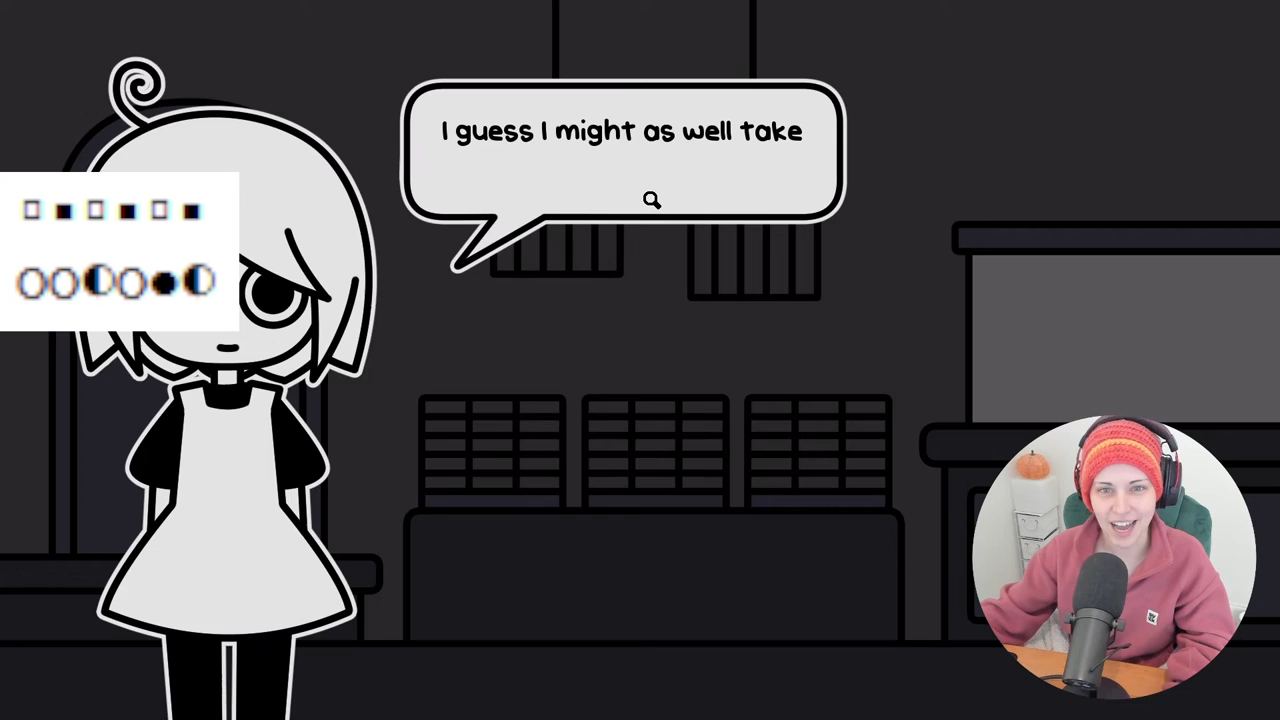 I guess I might as well take
□ ■ □ ■ □ ■
○○◐○●◐